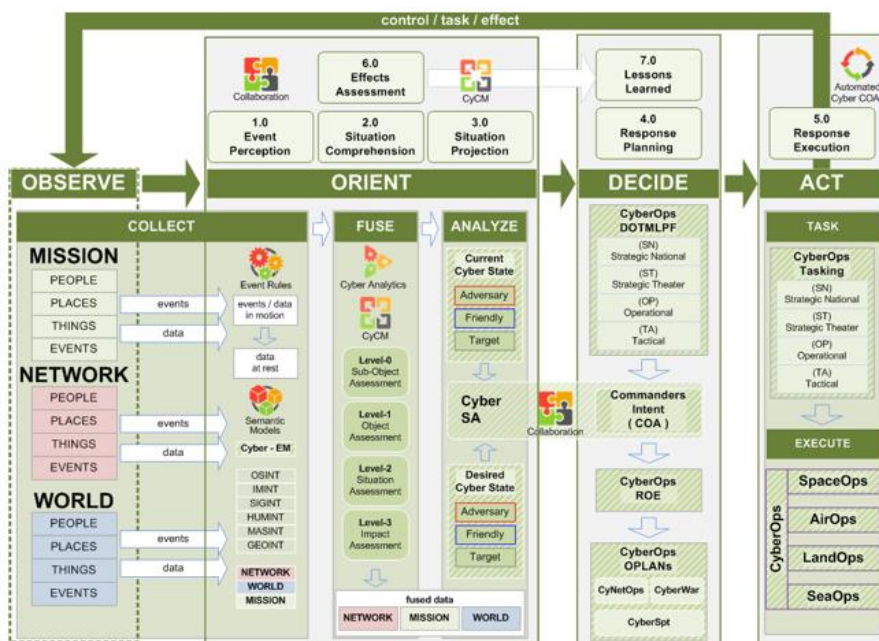 control / task / effect
Collaboration
6.0
Effects
Assessment
CyCM
7.0
Lessons
Learned
Automated
Cyber COA
1.0
Event
Perception
2.0
Situation
Comprehension
3.0
Situation
Projection
4.0
Response
Planning
5.0
Response
Execution
OBSERVE
ORIENT
DECIDE
ACT
COLLECT
FUSE
ANALYZE
MISSION
PEOPLE
PLACES
THINGS
EVENTS
events
data
NETWORK
PEOPLE
PLACES
THINGS
EVENTS
events
data
WORLD
PEOPLE
PLACES
THINGS
EVENTS
events
data
Event Rules
events / data
in motion
data
at rest
Semantic
Models
Cyber - EM
OSINT
IMINT
SIGINT
HUMINT
MASINT
GEOINT
NETWORK
WORLD
MISSION
Cyber Analytics
CyCM
Level-0
Sub-Object
Assessment
Level-1
Object
Assessment
Level-2
Situation
Assessment
Level-3
Impact
Assessment
fused data
NETWORK
MISSION
WORLD
Current
Cyber State
Adversary
Friendly
Target
Cyber
SA
Collaboration
Desired
Cyber State
Adversary
Friendly
Target
CyberOps
DOTMLPF
(SN)
Strategic National
(ST)
Strategic Theater
(OP)
Operational
(TA)
Tactical
Commanders
Intent
( COA )
CyberOps
ROE
CyberOps
OPLANs
CyNetOps
CyberWar
CyberSpt
TASK
CyberOps
Tasking
(SN)
Strategic National
(ST)
Strategic Theater
(OP)
Operational
(TA)
Tactical
EXECUTE
CyberOps
SpaceOps
AirOps
LandOps
SeaOps